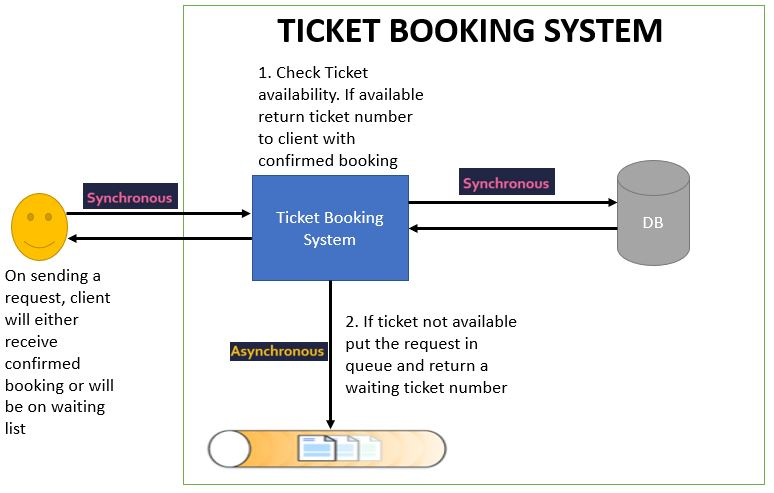 TICKET BOOKING SYSTEM
1. Check Ticket
availability. If available
return ticket number
to client with
confirmed booking
Synchronous
Synchronous
Ticket Booking
System
DB
On sending a
request, client
will either
receive
confirmed
booking or will
be on waiting
list
Asynchronous
2. If ticket not available
put the request in
queue and return a
waiting ticket number